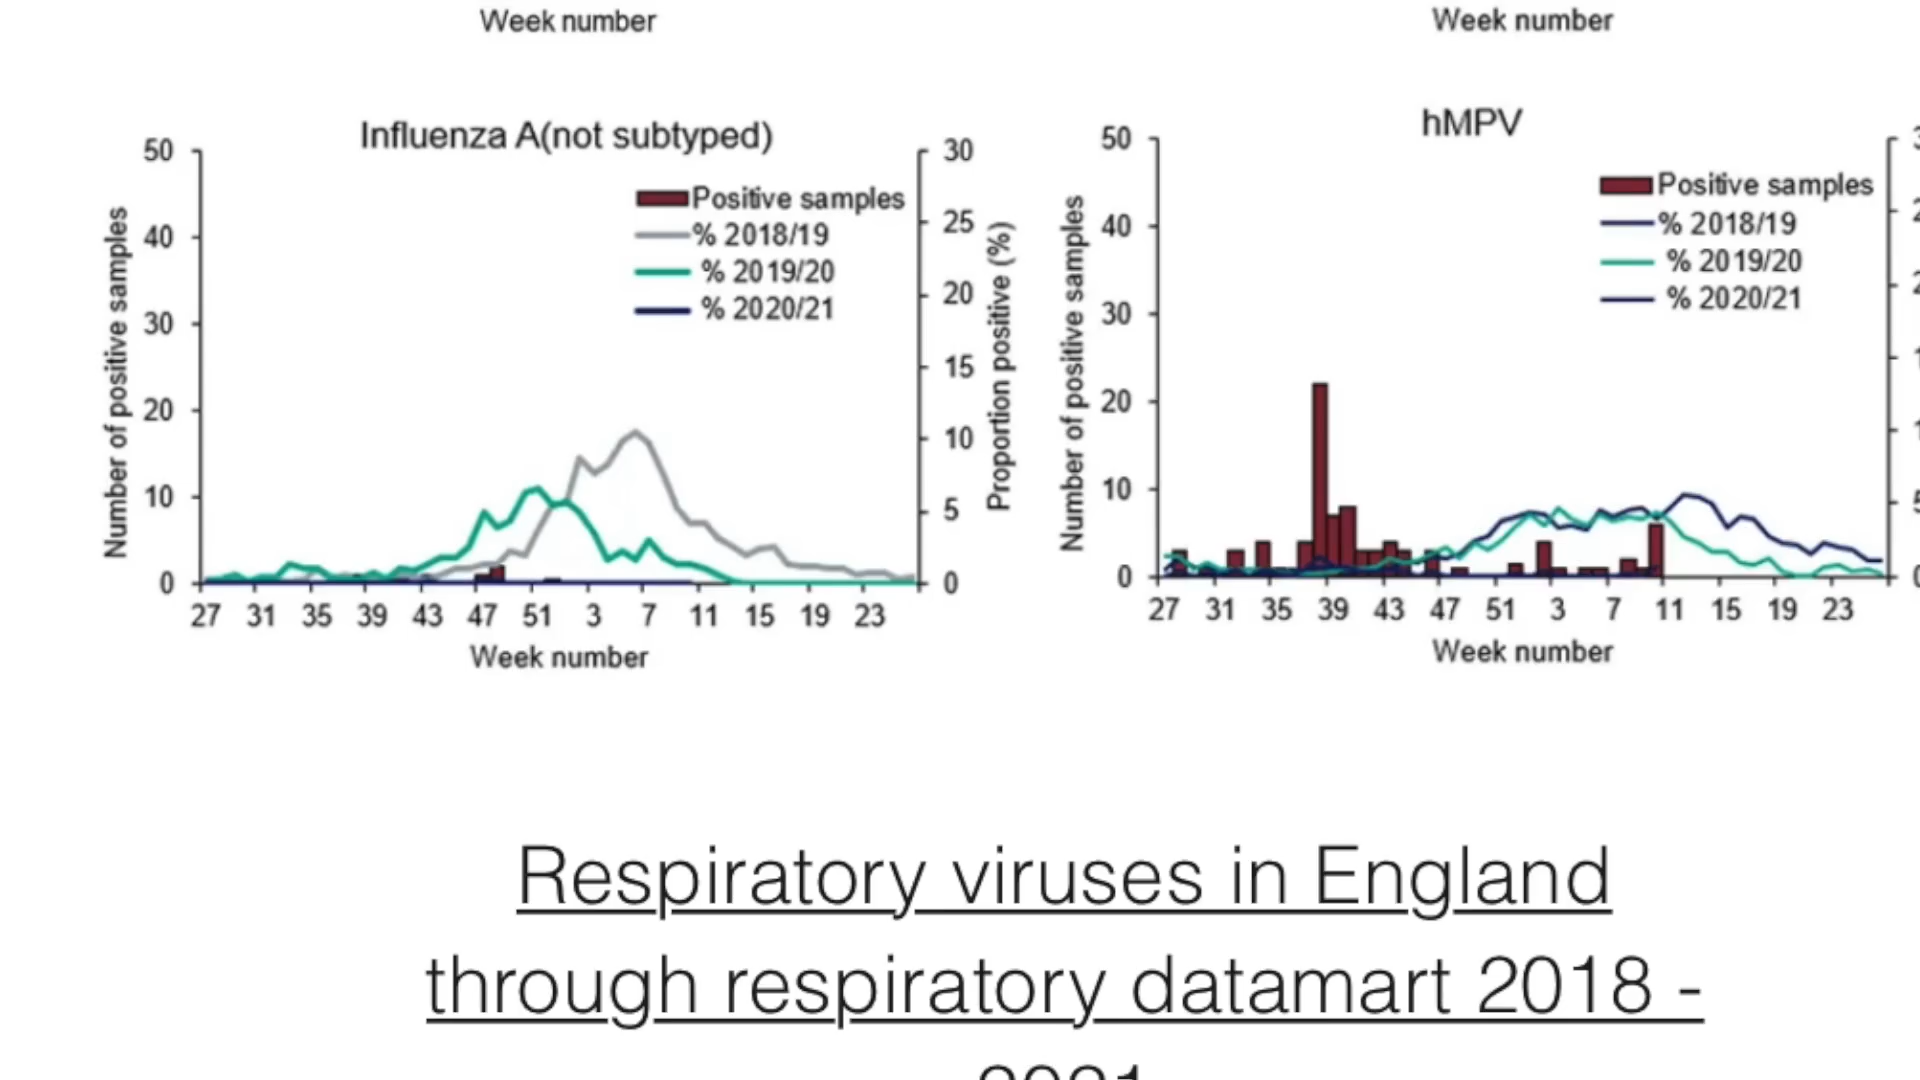 Week number
Week number
Influenza A(not subtyped)
50
40
30
20
10
0
Number of positive samples
Positive samples
% 2018/19
% 2019/20
% 2020/21
30
25
20
15
10
5
0
Proportion positive (%)
27 31 35 39 43 47 51 3 7 11 15 19 23
Week number
hMPV
50
40
30
20
10
0
Number of positive samples
Positive samples
% 2018/19
% 2019/20
% 2020/21
27 31 35 39 43 47 51 3 7 11 15 19 23
Week number
Respiratory viruses in England
through respiratory datamart 2018 -
2021